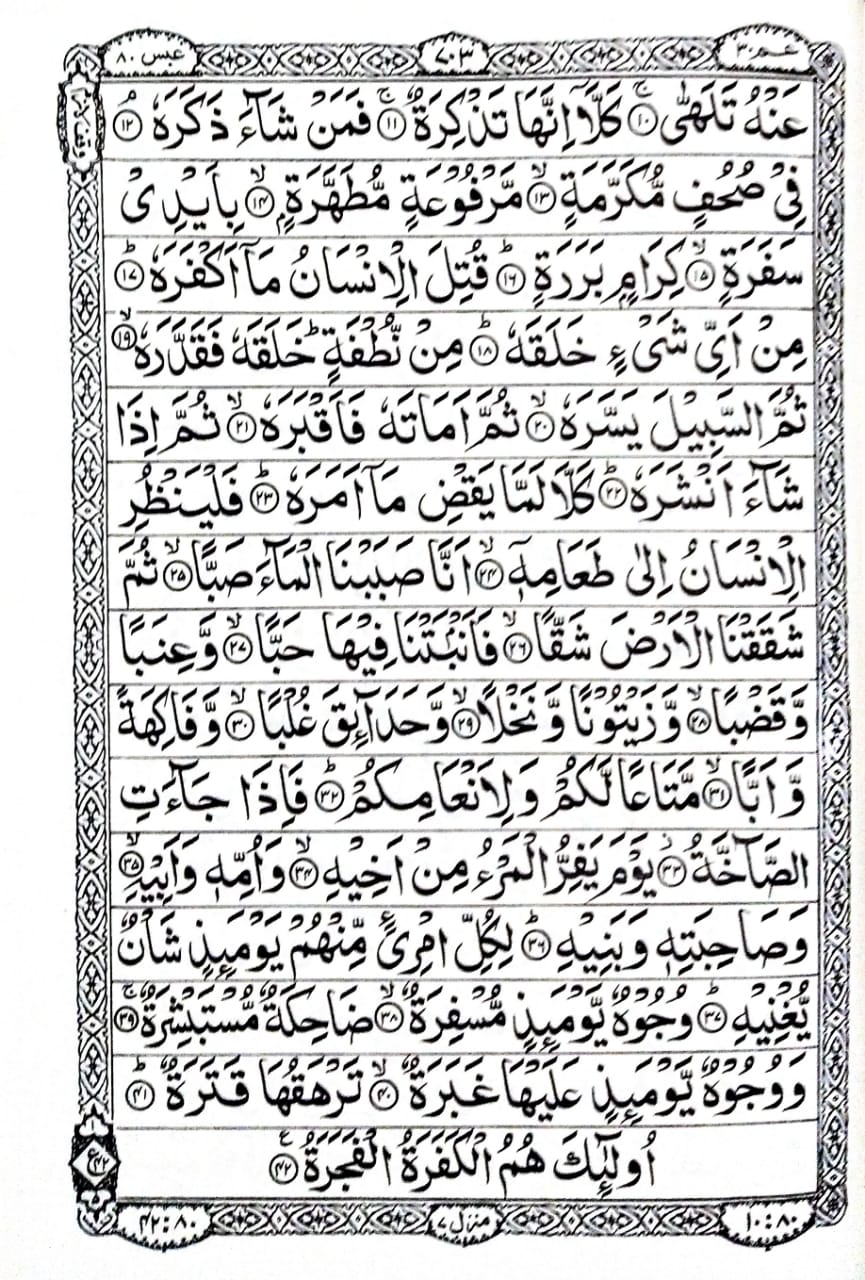 عـم ٣٠
٧٠٣
عبس ٨٠
عَنْهُ تَلَهّٰى ۚ﴿١٠﴾ كَلَّاۤ اِنَّهَا تَذْكِرَةٌ ۚ﴿١١﴾ فَمَنْ شَآءَ ذَكَرَهٗ ۘ﴿١٢﴾
فِىْ صُحُفٍ مُّكَرَّمَةٍ ۙ﴿١٣﴾ مَّرْفُوْعَةٍ مُّطَهَّرَةٍۭ ۙ﴿١٤﴾ بِاَيْدِىْ
سَفَرَةٍ ۙ﴿١٥﴾ كِرَامٍۭ بَرَرَةٍ ؕ﴿١٦﴾ قُتِلَ الْاِنْسَانُ مَاۤ اَكْفَرَهٗ ؕ﴿١٧﴾
مِنْ اَىِّ شَىْءٍ خَلَقَهٗ ؕ﴿١٨﴾ مِنْ نُّطْفَةٍ ؕ خَلَقَهٗ فَقَدَّرَهٗ ۙ﴿١٩﴾
ثُمَّ السَّبِيْلَ يَسَّرَهٗ ۙ﴿٢٠﴾ ثُمَّ اَمَاتَهٗ فَاَقْبَرَهٗ ۙ﴿٢١﴾ ثُمَّ اِذَا
شَآءَ اَنْشَرَهٗ ؕ﴿٢٢﴾ كَلَّا لَمَّا يَقْضِ مَاۤ اَمَرَهٗ ؕ﴿٢٣﴾ فَلْيَنْظُرِ
الْاِنْسَانُ اِلٰى طَعَامِهٖۤ ۙ﴿٢٤﴾ اَنَّا صَبَبْنَا الْمَآءَ صَبًّا ۙ﴿٢٥﴾ ثُمَّ
شَقَقْنَا الْاَرْضَ شَقًّا ۙ﴿٢٦﴾ فَاَنْۢبَتْنَا فِيْهَا حَبًّا ۙ﴿٢٧﴾ وَّعِنَبًا
وَّقَضْبًا ۙ﴿٢٨﴾ وَّزَيْتُوْنًا وَّنَخْلًا ۙ﴿٢٩﴾ وَّحَدَآئِقَ غُلْبًا ۙ﴿٣٠﴾ وَّفَاكِهَةً
وَّاَبًّا ۙ﴿٣١﴾ مَّتَاعًا لَّكُمْ وَلِاَنْعَامِكُمْ ؕ﴿٣٢﴾ فَاِذَا جَآءَتِ
الصَّآخَّةُ ؗ﴿٣٣﴾ يَوْمَ يَفِرُّ الْمَرْءُ مِنْ اَخِيْهِ ۙ﴿٣٤﴾ وَاُمِّهٖ وَاَبِيْهِ ۙ﴿٣٥﴾
وَصَاحِبَتِهٖ وَبَنِيْهِ ؕ﴿٣٦﴾ لِكُلِّ امْرِئٍ مِّنْهُمْ يَوْمَئِذٍ شَاْنٌ
يُّغْنِيْهِ ؕ﴿٣٧﴾ وُجُوْهٌ يَّوْمَئِذٍ مُّسْفِرَةٌ ۙ﴿٣٨﴾ ضَاحِكَةٌ مُّسْتَبْشِرَةٌ ۚ﴿٣٩﴾
وَوُجُوْهٌ يَّوْمَئِذٍ عَلَيْهَا غَبَرَةٌ ۙ﴿٤٠﴾ تَرْهَقُهَا قَتَرَةٌ ؕ﴿٤١﴾
اُولٰٓئِكَ هُمُ الْكَفَرَةُ الْفَجَرَةُ ۠﴿٤٢﴾
١٠:٨٠
منزل ٧
٤٢:٨٠